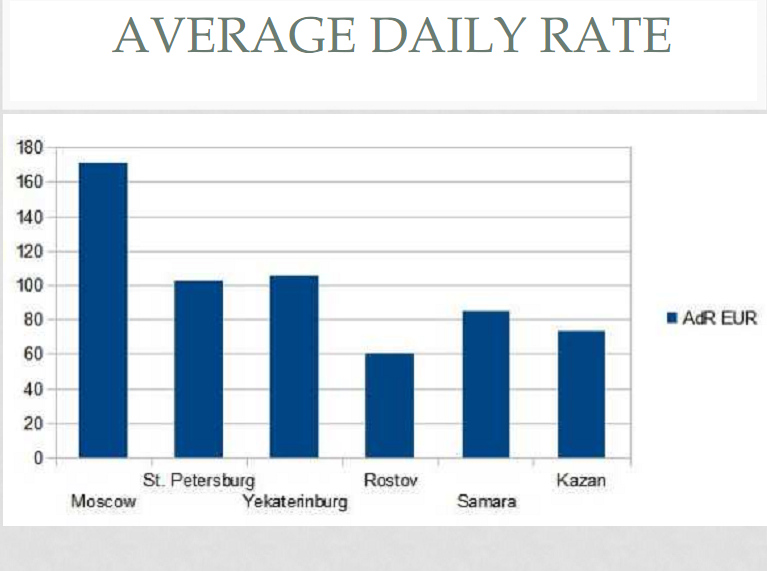 AVERAGE DAILY RATE
180
160
140
120
100
80
60
40
20
0
AdR EUR
St. Petersburg Rostov Kazan
Moscow Yekaterinburg Samara